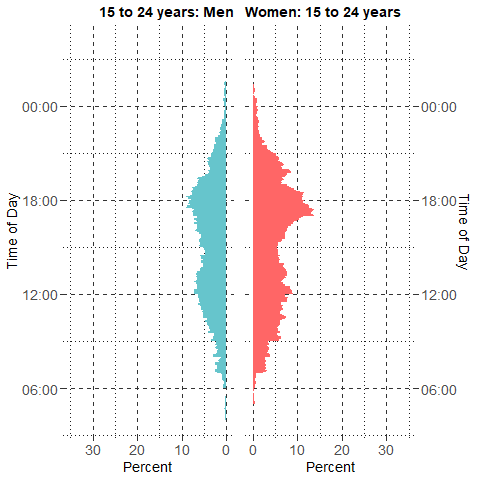 15 to 24 years: Men
Women: 15 to 24 years
00:00
18:00
12:00
06:00
Time of Day
00:00
18:00
12:00
06:00
Time of Day
30 20 10 0
0 10 20 30
Percent
Percent